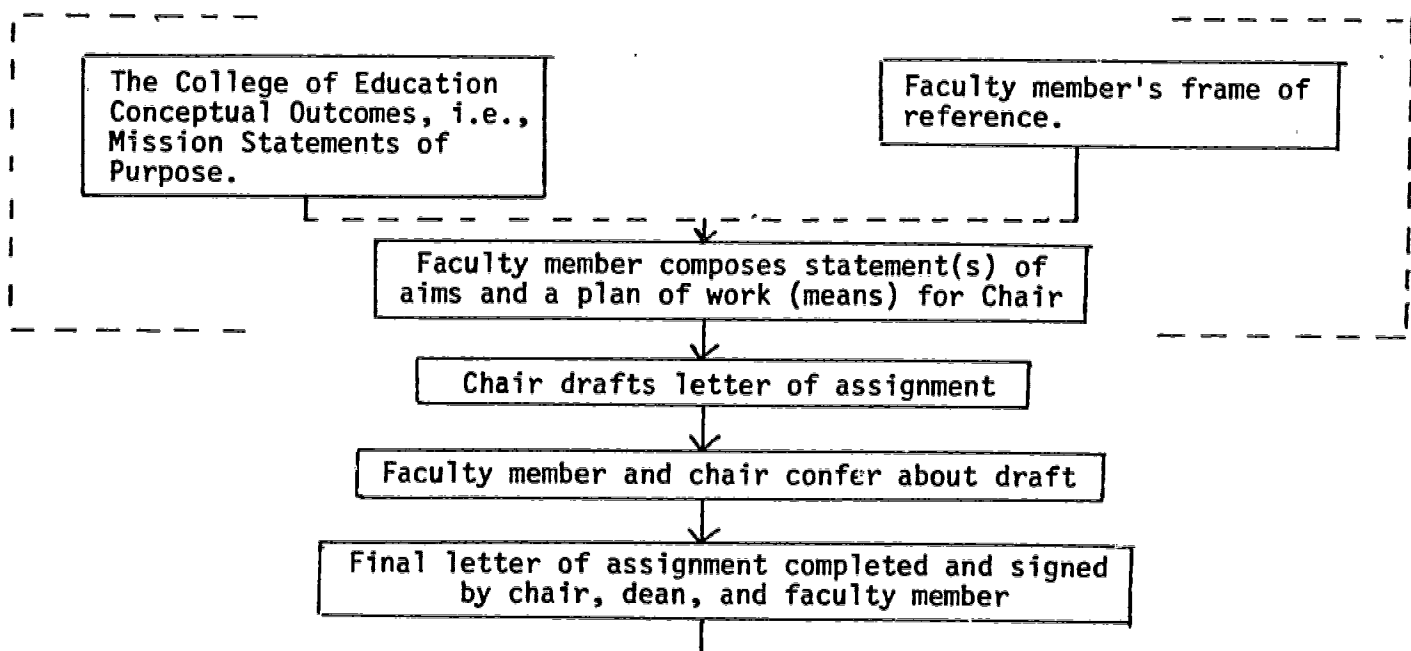 The College of Education
Conceptual Outcomes, i.e.,
Mission Statements of
Purpose.
Faculty member's frame of
reference.
Faculty member composes statement(s) of
aims and a plan of work (means) for Chair
Chair drafts letter of assignment
Faculty member and chair confer about draft
Final letter of assignment completed and signed
by chair, dean, and faculty member